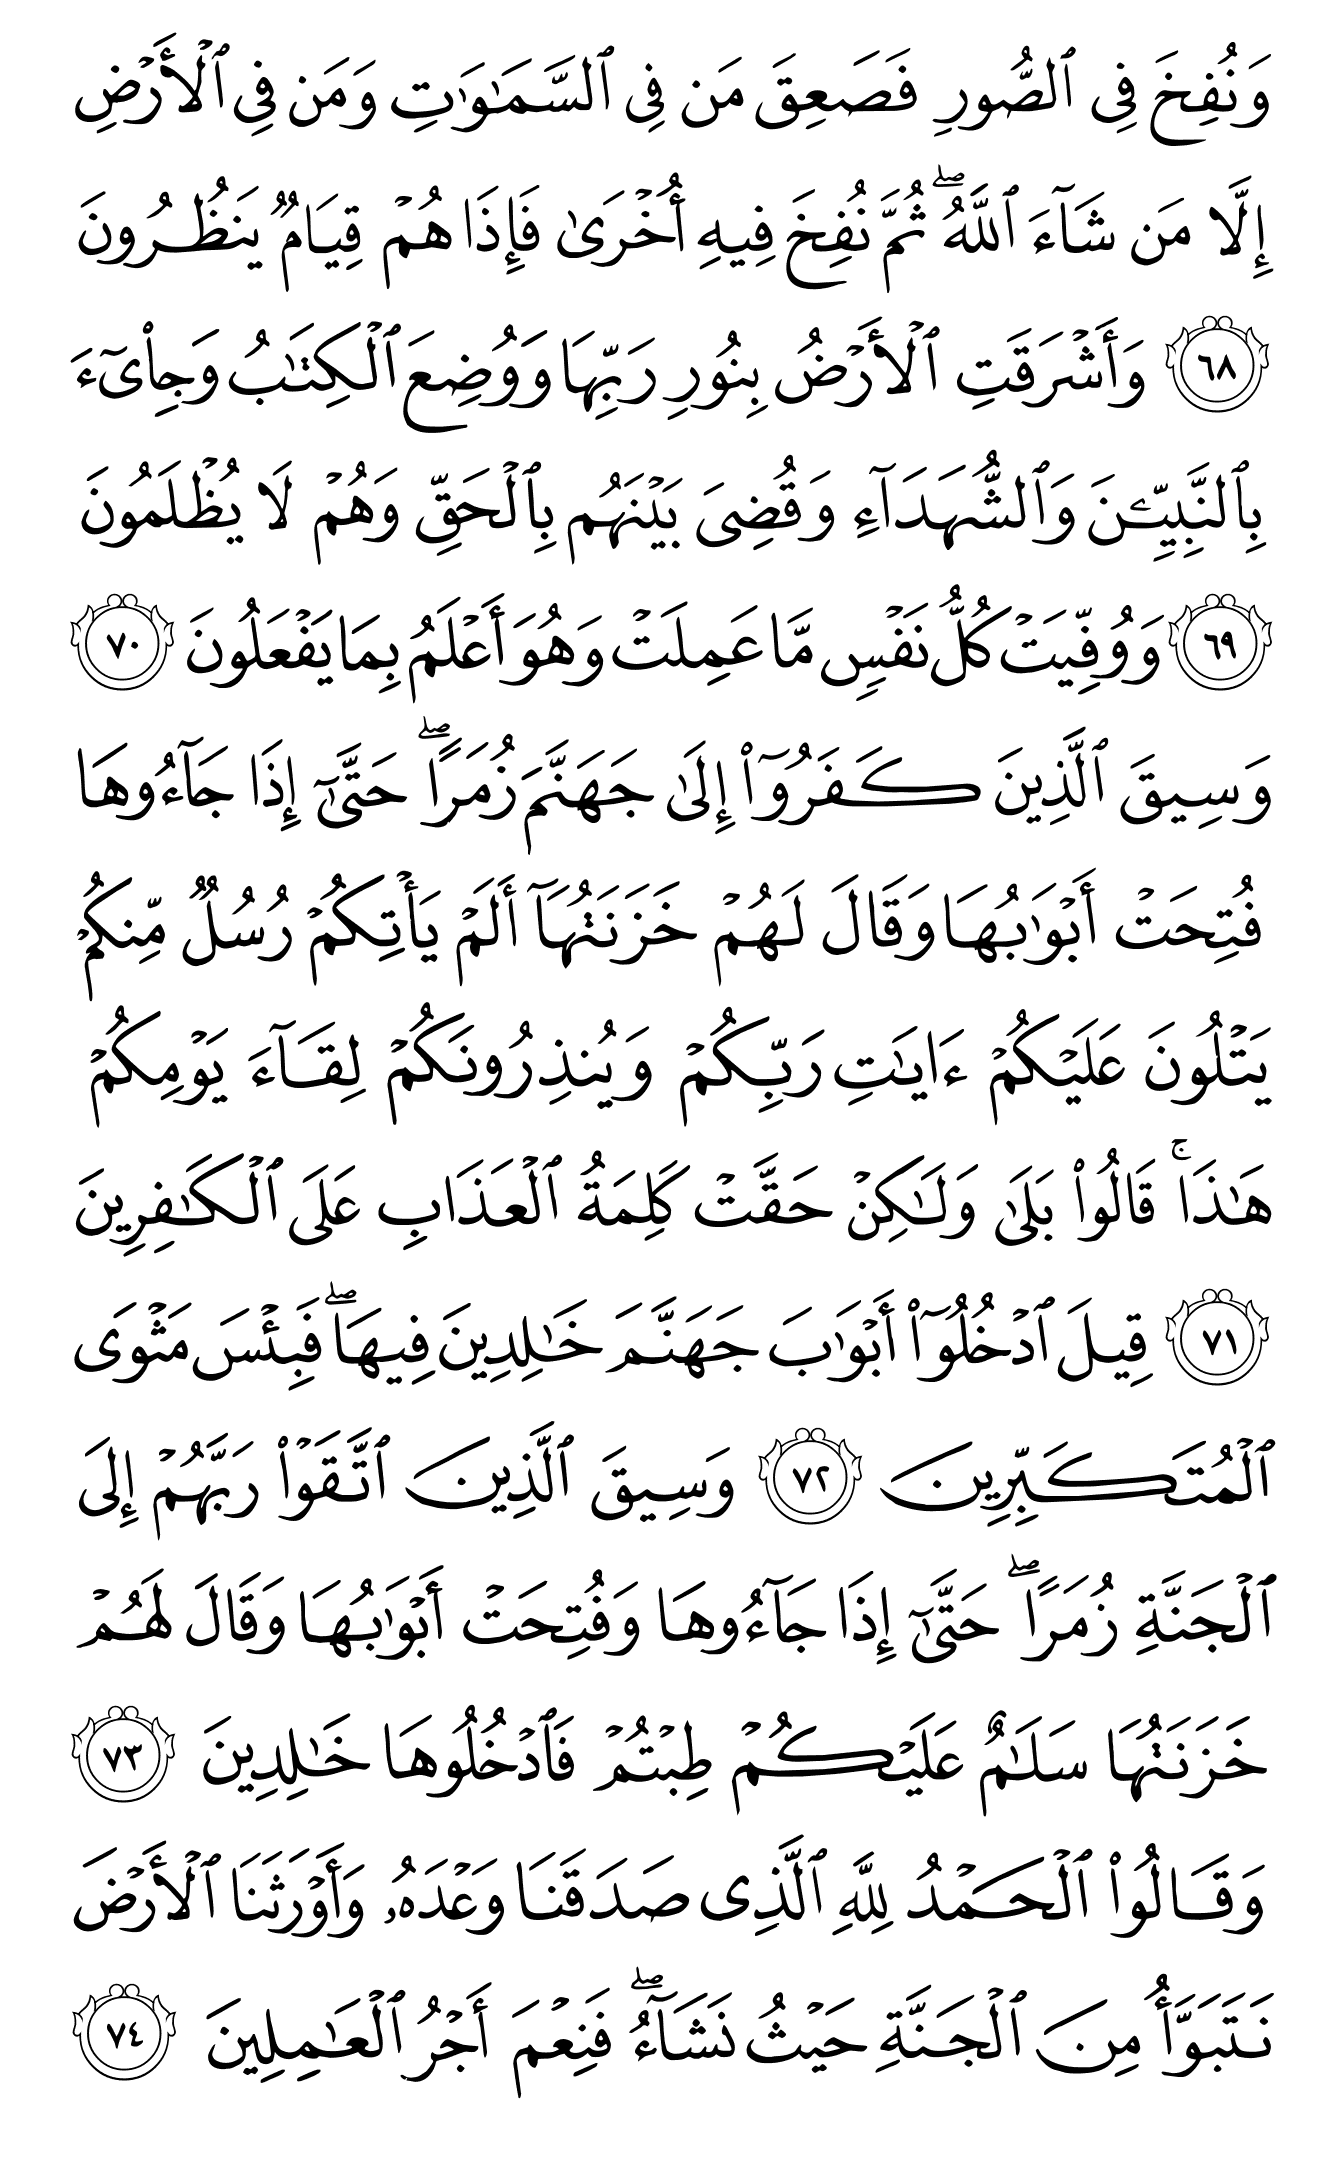 وَنُفِخَ فِى ٱلصُّورِ فَصَعِقَ مَن فِى ٱلسَّمَـٰوَٰتِ وَمَن فِى ٱلْأَرْضِ
إِلَّا مَن شَآءَ ٱللَّهُ ۖ ثُمَّ نُفِخَ فِيهِ أُخْرَىٰ فَإِذَا هُمْ قِيَامٌ يَنظُرُونَ
٦٨ وَأَشْرَقَتِ ٱلْأَرْضُ بِنُورِ رَبِّهَا وَوُضِعَ ٱلْكِتَـٰبُ وَجِا۟ىٓءَ
بِٱلنَّبِيِّـۧنَ وَٱلشُّهَدَآءِ وَقُضِىَ بَيْنَهُم بِٱلْحَقِّ وَهُمْ لَا يُظْلَمُونَ
٦٩ وَوُفِّيَتْ كُلُّ نَفْسٍ مَّا عَمِلَتْ وَهُوَ أَعْلَمُ بِمَا يَفْعَلُونَ ٧٠
وَسِيقَ ٱلَّذِينَ كَفَرُوٓا۟ إِلَىٰ جَهَنَّمَ زُمَرًا ۖ حَتَّىٰٓ إِذَا جَآءُوهَا
فُتِحَتْ أَبْوَٰبُهَا وَقَالَ لَهُمْ خَزَنَتُهَآ أَلَمْ يَأْتِكُمْ رُسُلٌ مِّنكُمْ
يَتْلُونَ عَلَيْكُمْ ءَايَـٰتِ رَبِّكُمْ وَيُنذِرُونَكُمْ لِقَآءَ يَوْمِكُمْ
هَـٰذَا ۚ قَالُوا۟ بَلَىٰ وَلَـٰكِنْ حَقَّتْ كَلِمَةُ ٱلْعَذَابِ عَلَى ٱلْكَـٰفِرِينَ
٧١ قِيلَ ٱدْخُلُوٓا۟ أَبْوَٰبَ جَهَنَّمَ خَـٰلِدِينَ فِيهَا ۖ فَبِئْسَ مَثْوَى
ٱلْمُتَكَبِّرِينَ ٧٢ وَسِيقَ ٱلَّذِينَ ٱتَّقَوْا۟ رَبَّهُمْ إِلَى
ٱلْجَنَّةِ زُمَرًا ۖ حَتَّىٰٓ إِذَا جَآءُوهَا وَفُتِحَتْ أَبْوَٰبُهَا وَقَالَ لَهُمْ
خَزَنَتُهَا سَلَـٰمٌ عَلَيْكُمْ طِبْتُمْ فَٱدْخُلُوهَا خَـٰلِدِينَ ٧٣
وَقَالُوا۟ ٱلْحَمْدُ لِلَّهِ ٱلَّذِى صَدَقَنَا وَعْدَهُۥ وَأَوْرَثَنَا ٱلْأَرْضَ
نَتَبَوَّأُ مِنَ ٱلْجَنَّةِ حَيْثُ نَشَآءُ ۖ فَنِعْمَ أَجْرُ ٱلْعَـٰمِلِينَ ٧٤